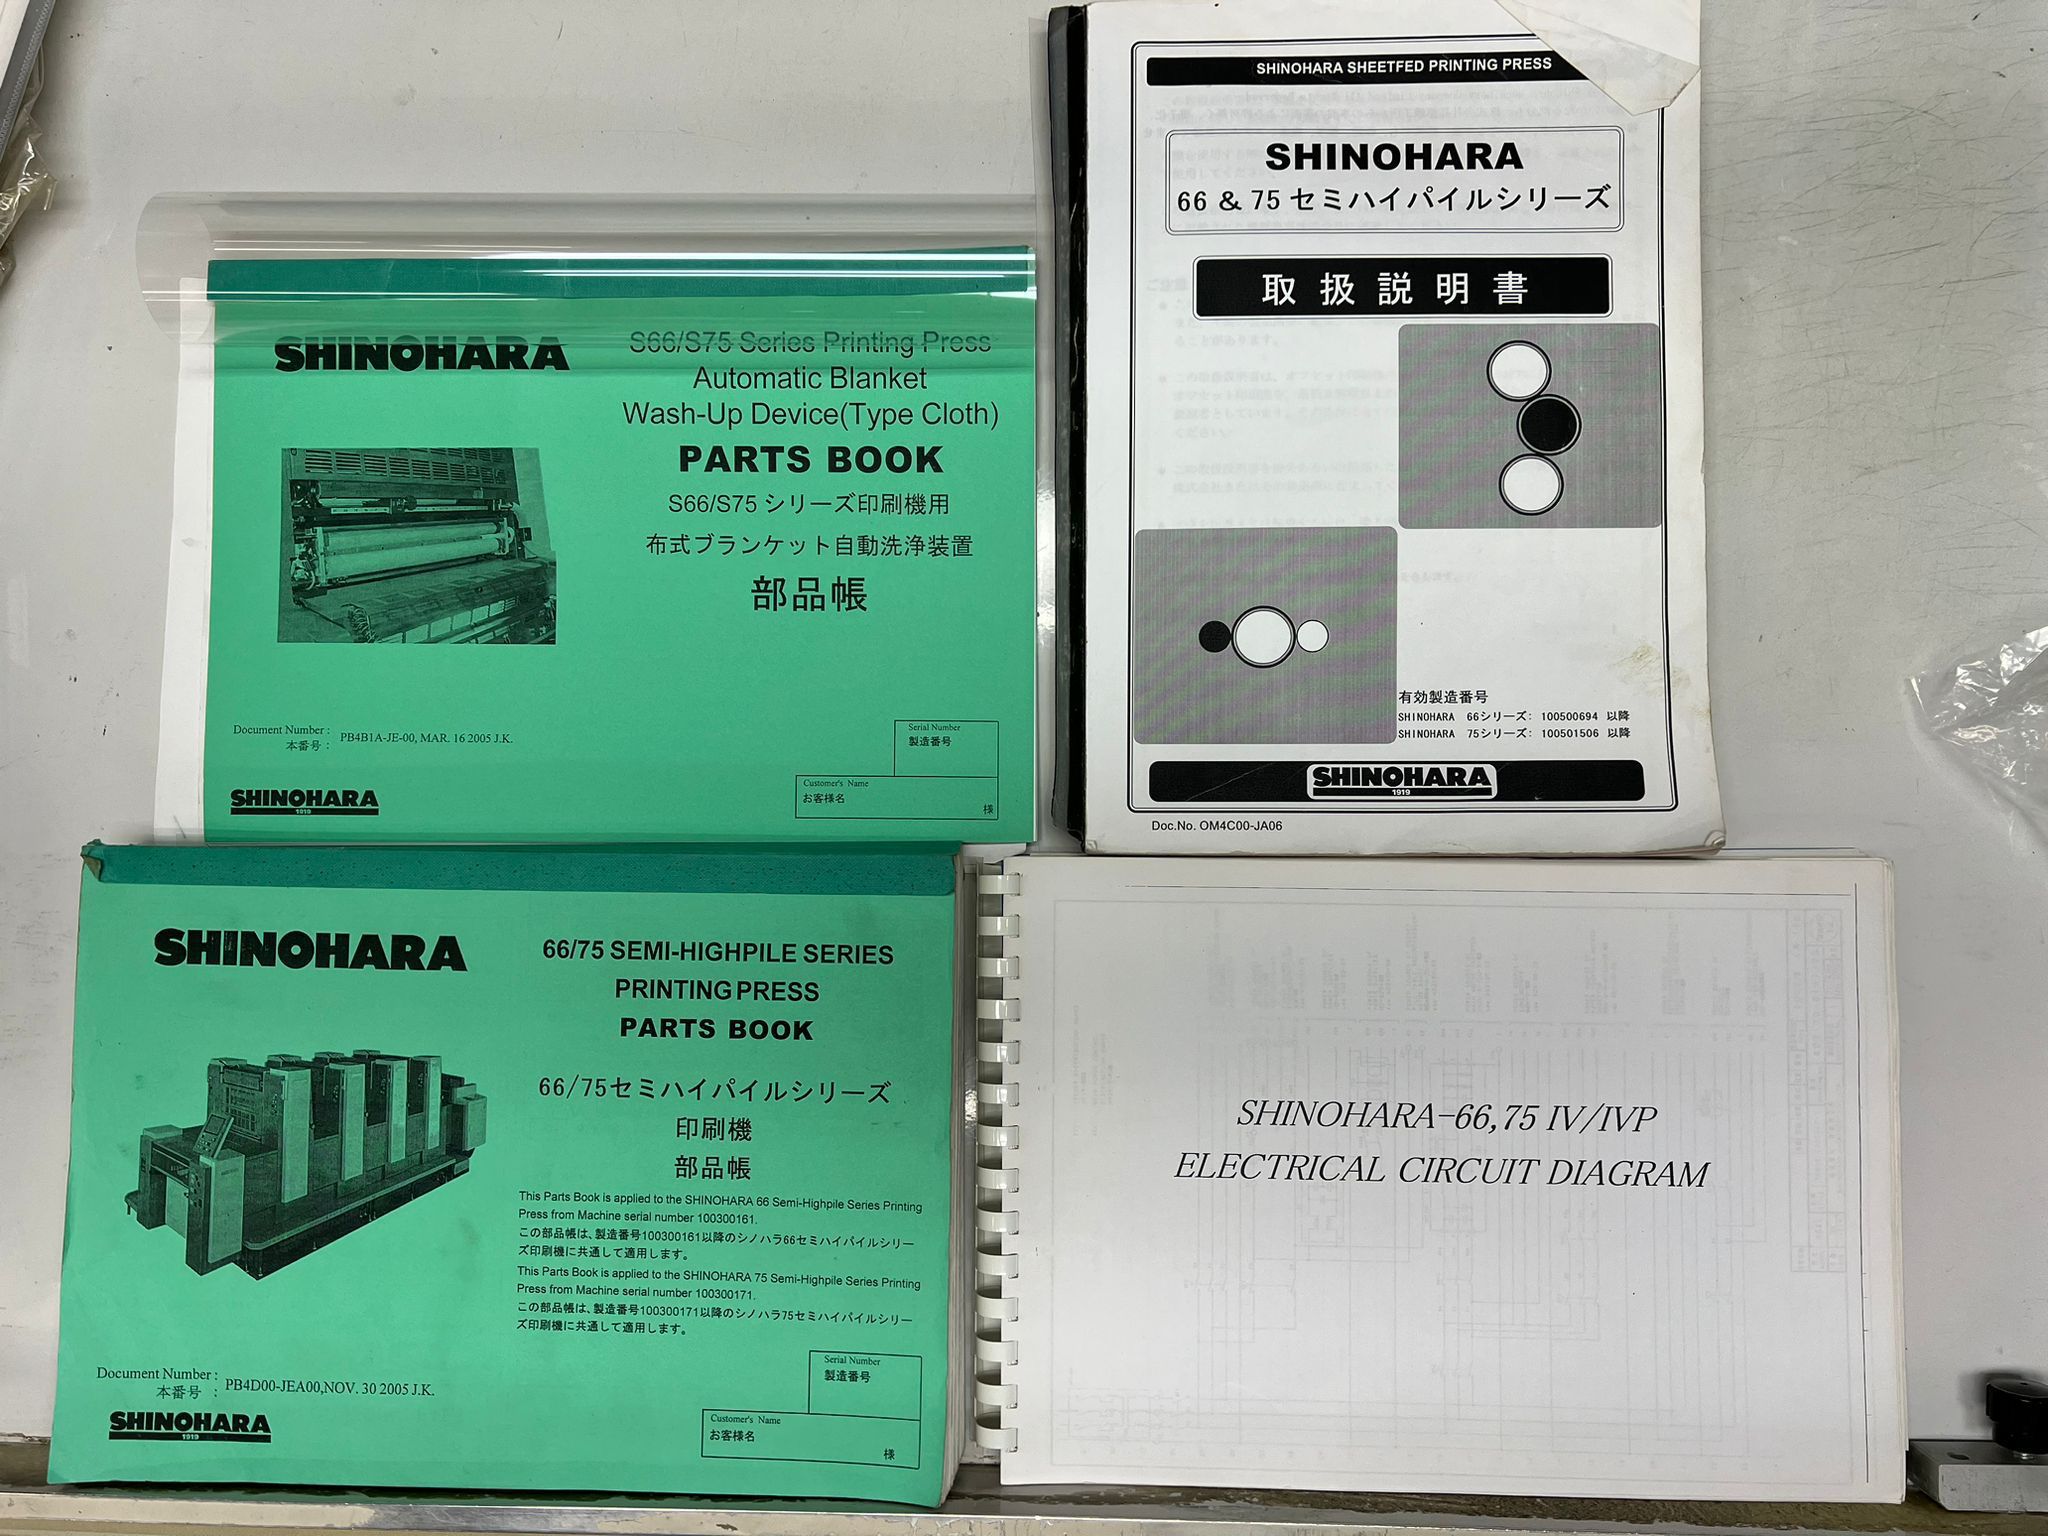 SHINOHARA
S66/S75 Series Printing Press
Automatic Blanket
Wash-Up Device(Type Cloth)
PARTS BOOK
S66/S75 シリーズ印刷機用
布式ブランケット自動洗浄装置
部品帳
Document Number :
本番号 :
PB4B1A-JE-00, MAR. 16 2005 J.K.
Serial Number
製造番号
Customer's Name
お客様名
様
SHINOHARA
1919
SHINOHARA SHEETFED PRINTING PRESS
SHINOHARA
66 & 75 セミハイパイルシリーズ
取扱説明書
有効製造番号
SHINOHARA 66シリーズ: 100500694 以降
SHINOHARA 75シリーズ: 100501506 以降
SHINOHARA
1919
Doc.No. OM4C00-JA06
SHINOHARA
66/75 SEMI-HIGHPILE SERIES
PRINTING PRESS
PARTS BOOK
66/75セミハイパイルシリーズ
印刷機
部品帳
This Parts Book is applied to the SHINOHARA 66 Semi-Highpile Series Printing
Press from Machine serial number 100300161.
この部品帳は、製造番号100300161以降のシノハラ66セミハイパイルシリー
ズ印刷機に共通して適用します。
This Parts Book is applied to the SHINOHARA 75 Semi-Highpile Series Printing
Press from Machine serial number 100300171.
この部品帳は、製造番号100300171以降のシノハラ75セミハイパイルシリー
ズ印刷機に共通して適用します。
Document Number :
本番号 :
PB4D00-JEA00,NOV. 30 2005 J.K.
Serial Number
製造番号
Customer's Name
お客様名
様
SHINOHARA
1919
SHINOHARA-66,75 IV/IVP
ELECTRICAL CIRCUIT DIAGRAM